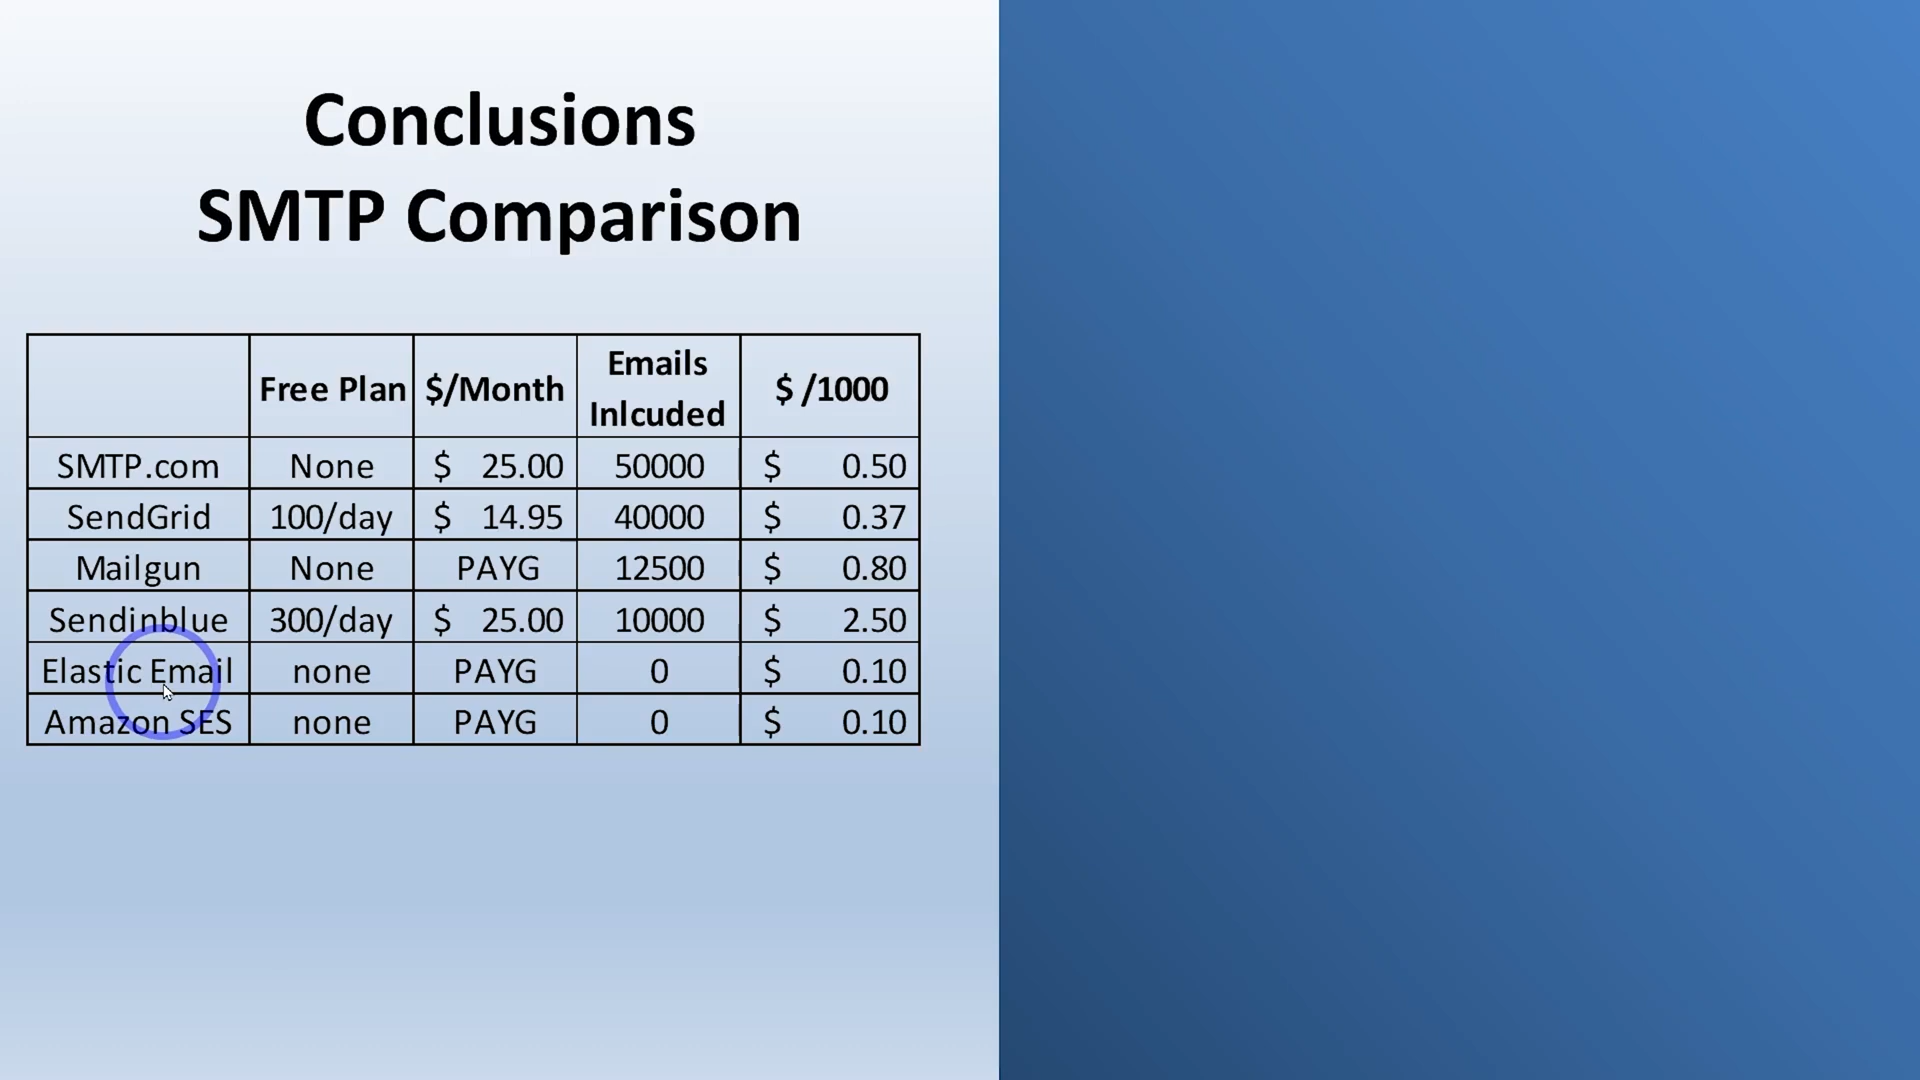 Conclusions
SMTP Comparison
Free Plan $/Month Emails Inlcuded $ /1000
SMTP.com None $ 25.00 50000 $ 0.50
SendGrid 100/day $ 14.95 40000 $ 0.37
Mailgun None PAYG 12500 $ 0.80
Sendinblue 300/day $ 25.00 10000 $ 2.50
Elastic Email none PAYG 0 $ 0.10
Amazon SES none PAYG 0 $ 0.10